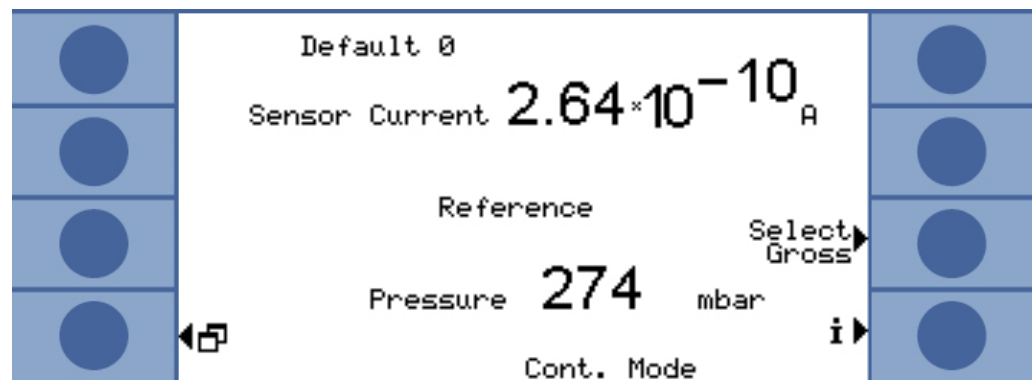 Default 0
Sensor Current 2.64×10⁻¹⁰ A
Reference
Select
Gross
Pressure 274 mbar
i
Cont. Mode